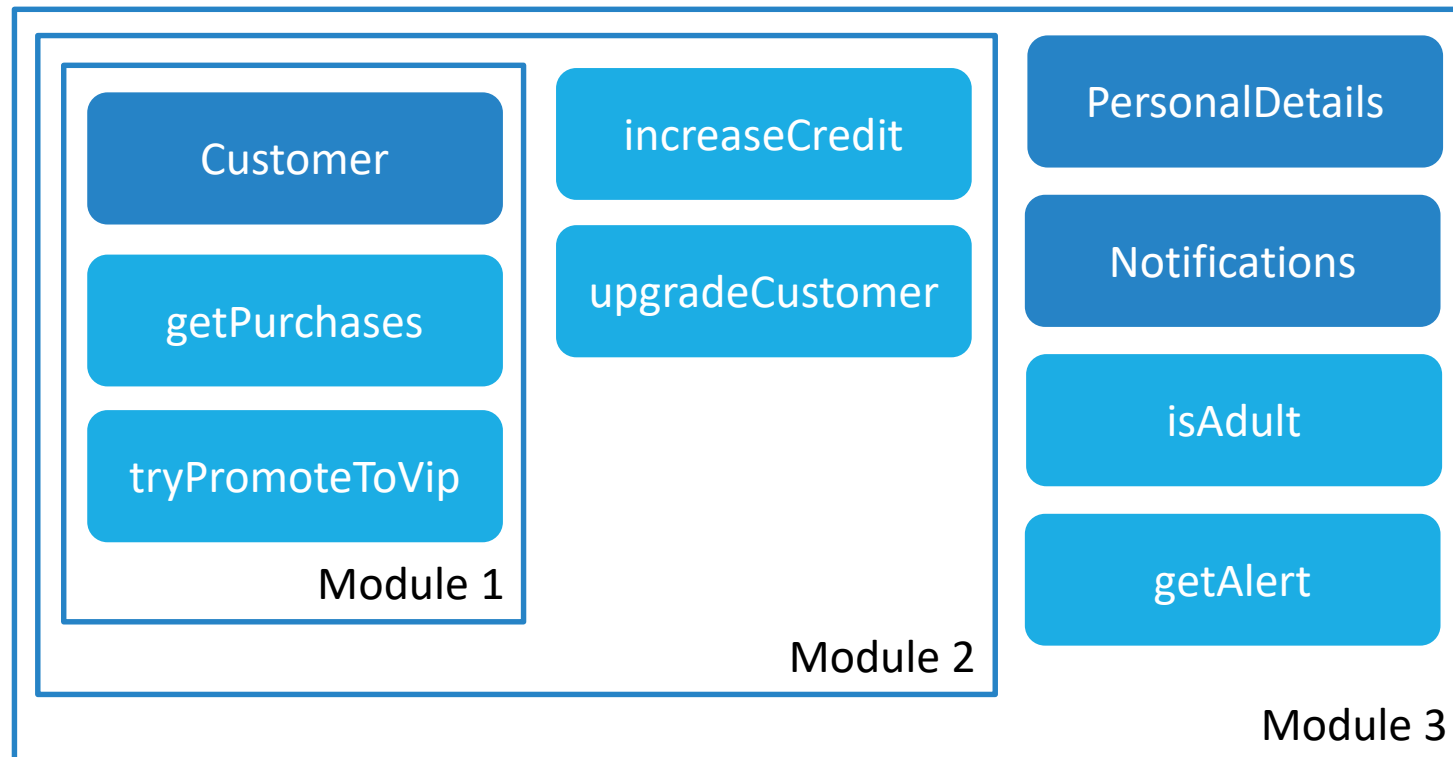 Customer
getPurchases
tryPromoteToVip
Module 1
increaseCredit
upgradeCustomer
Module 2
PersonalDetails
Notifications
isAdult
getAlert
Module 3